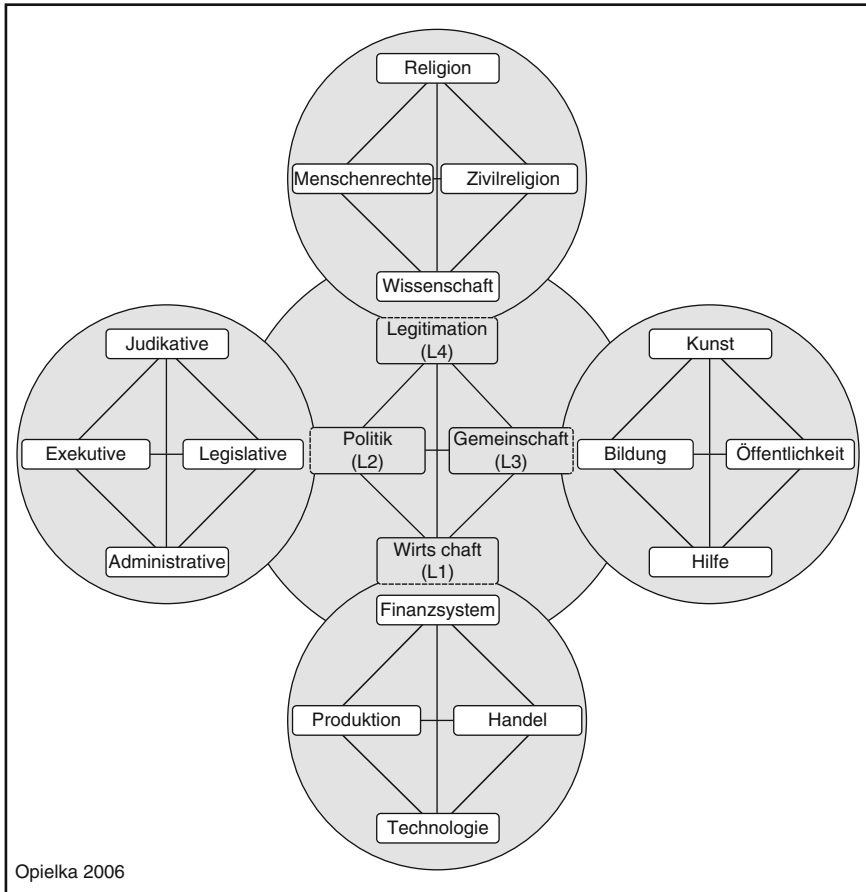 Religion
Menschenrechte
Zivilreligion
Wissenschaft
Legitimation
(L4)
Judikative
Exekutive
Legislative
Administrative
Politik
(L2)
Gemeinschaft
(L3)
Kunst
Bildung
Öffentlichkeit
Hilfe
Wirts chaft
(L1)
Finanzsystem
Produktion
Handel
Technologie
Opielka 2006